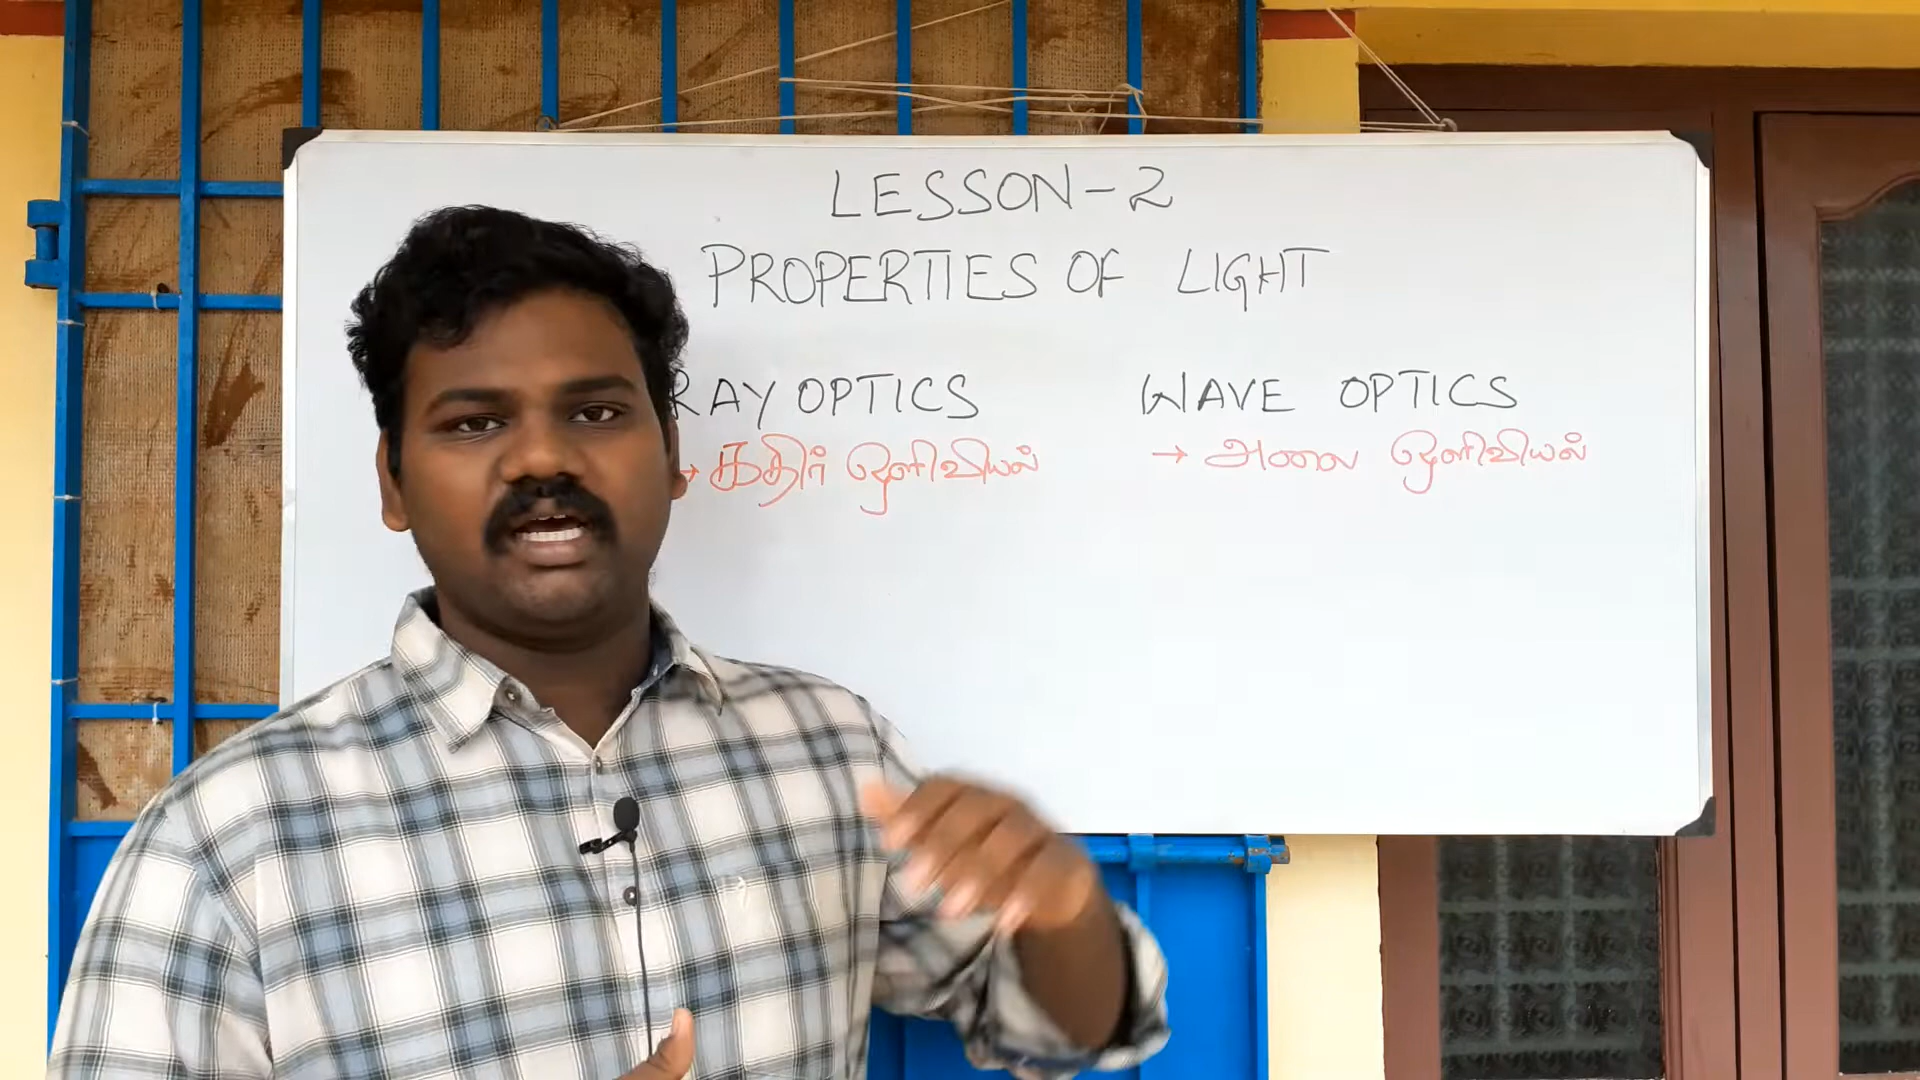 LESSON-2
PROPERTIES OF LIGHT
RAY OPTICS
→ கதிர் ஒளிவியல்
WAVE OPTICS
→ அலை ஒளிவியல்